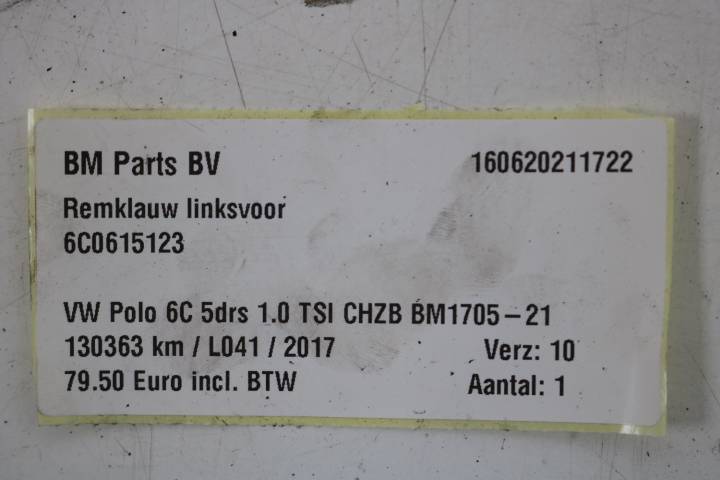 BM Parts BV 160620211722
Remklauw linksvoor
6C0615123
VW Polo 6C 5drs 1.0 TSI CHZB BM1705-21
130363 km / L041 / 2017 Verz: 10
79.50 Euro incl. BTW Aantal: 1